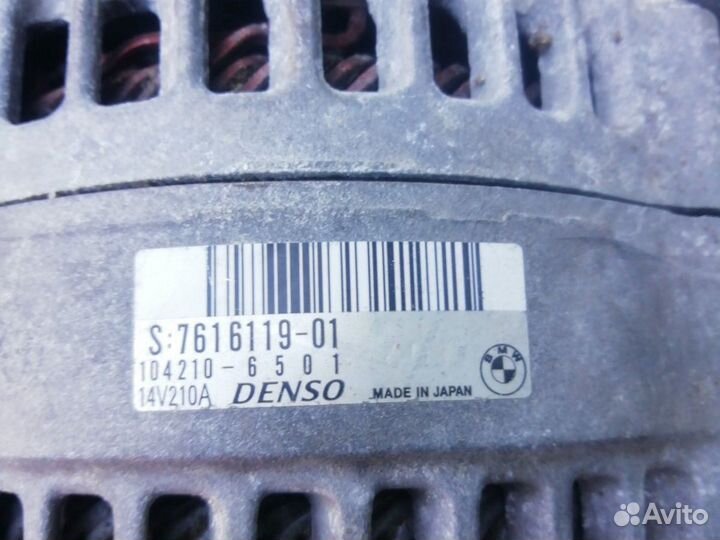 S:7616119-01
104210-6501
14V210A DENSO MADE IN JAPAN BMW
Avito